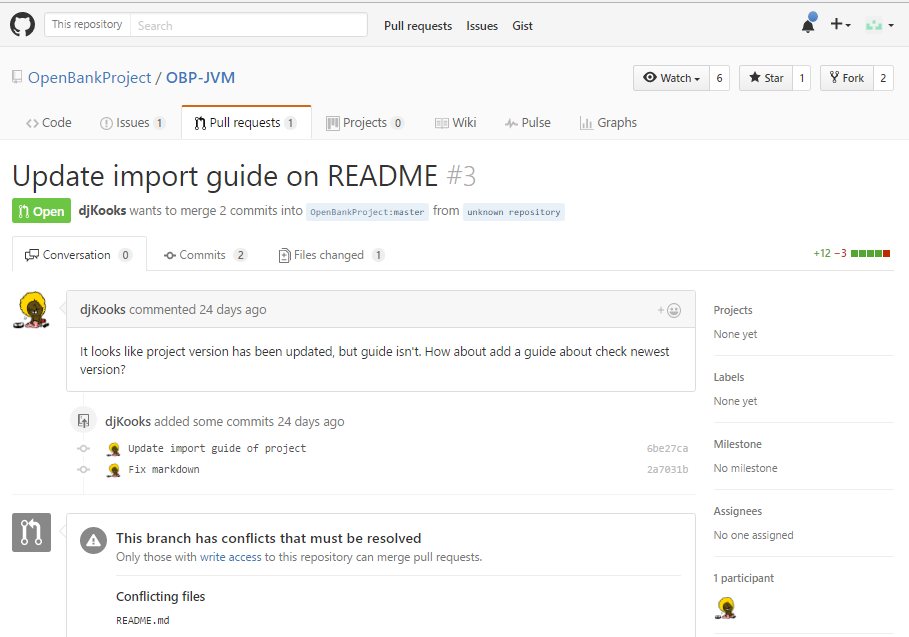 This repository Search Pull requests Issues Gist
OpenBankProject / OBP-JVM Watch 6 Star 1 Fork 2
Code Issues 1 Pull requests 1 Projects 0 Wiki Pulse Graphs
Update import guide on README #3
Open djKooks wants to merge 2 commits into OpenBankProject:master from unknown repository
Conversation 0 Commits 2 Files changed 1 +12 −3
djKooks commented 24 days ago
It looks like project version has been updated, but guide isn't. How about add a guide about check newest
version?
djKooks added some commits 24 days ago
Update import guide of project 6be27ca
Fix markdown 2a7031b
This branch has conflicts that must be resolved
Only those with write access to this repository can merge pull requests.
Conflicting files
README.md
Projects
None yet
Labels
None yet
Milestone
No milestone
Assignees
No one assigned
1 participant